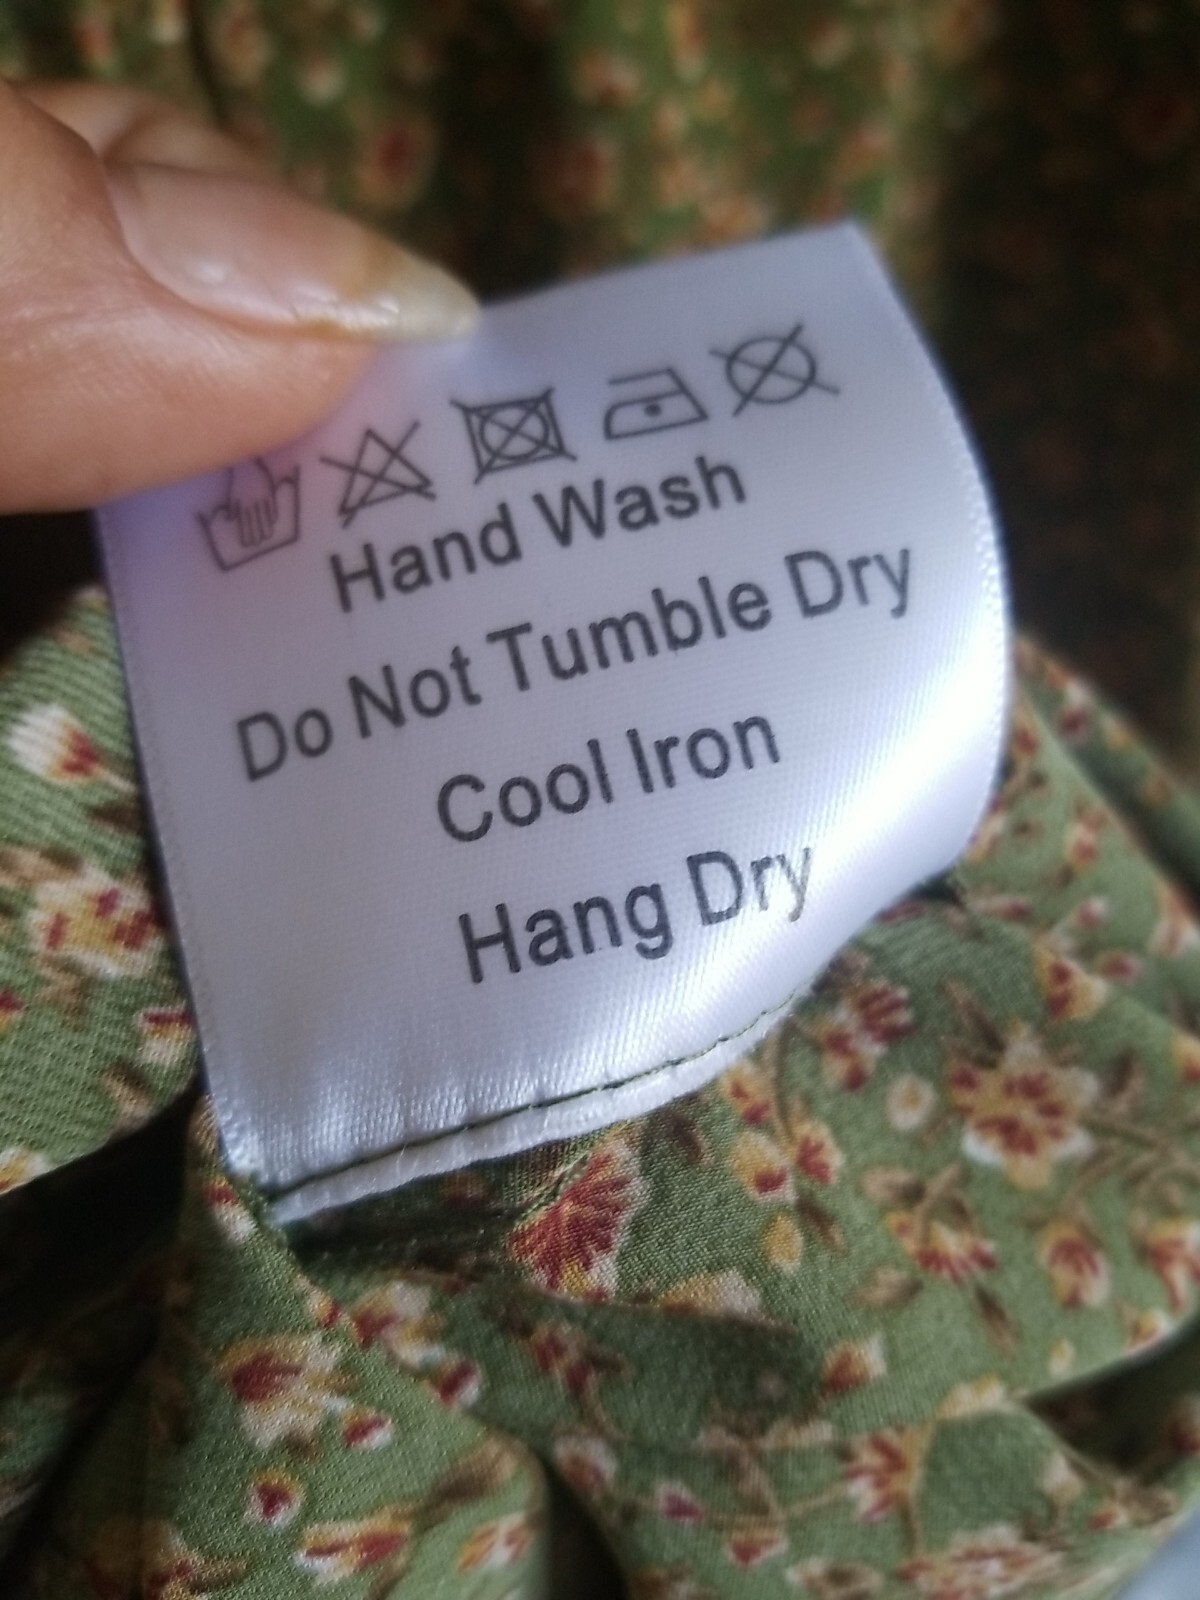 Hand Wash
Do Not Tumble Dry
Cool Iron
Hang Dry